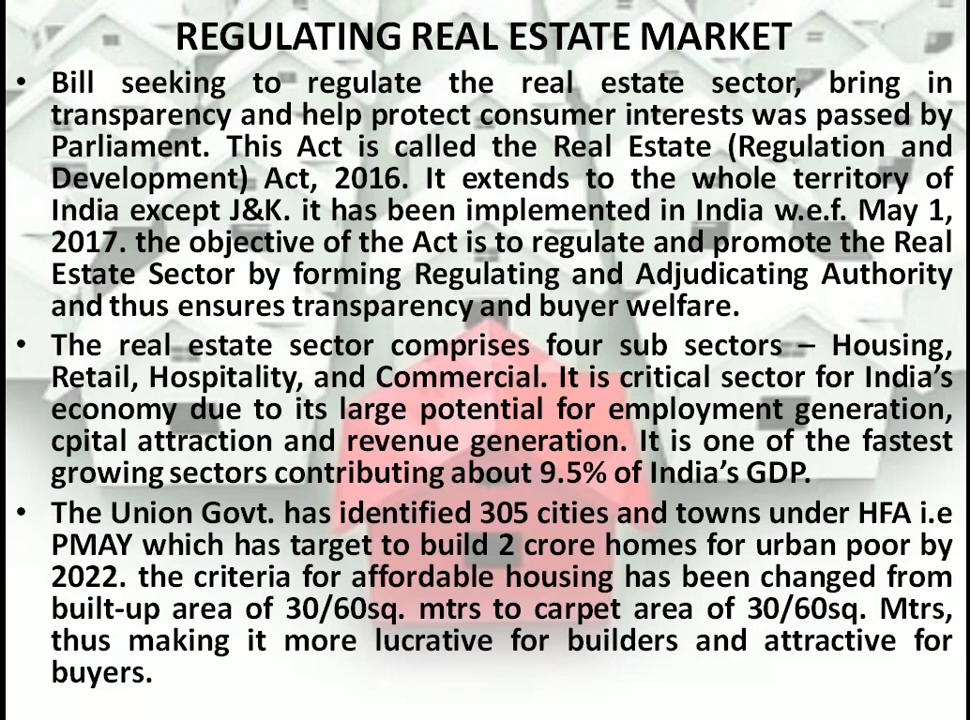 REGULATING REAL ESTATE MARKET
• Bill seeking to regulate the real estate sector, bring in
transparency and help protect consumer interests was passed by
Parliament. This Act is called the Real Estate (Regulation and
Development) Act, 2016. It extends to the whole territory of
India except J&K. it has been implemented in India w.e.f. May 1,
2017. the objective of the Act is to regulate and promote the Real
Estate Sector by forming Regulating and Adjudicating Authority
and thus ensures transparency and buyer welfare.
• The real estate sector comprises four sub sectors – Housing,
Retail, Hospitality, and Commercial. It is critical sector for India's
economy due to its large potential for employment generation,
cpital attraction and revenue generation. It is one of the fastest
growing sectors contributing about 9.5% of India's GDP.
• The Union Govt. has identified 305 cities and towns under HFA i.e
PMAY which has target to build 2 crore homes for urban poor by
2022. the criteria for affordable housing has been changed from
built-up area of 30/60sq. mtrs to carpet area of 30/60sq. Mtrs,
thus making it more lucrative for builders and attractive for
buyers.